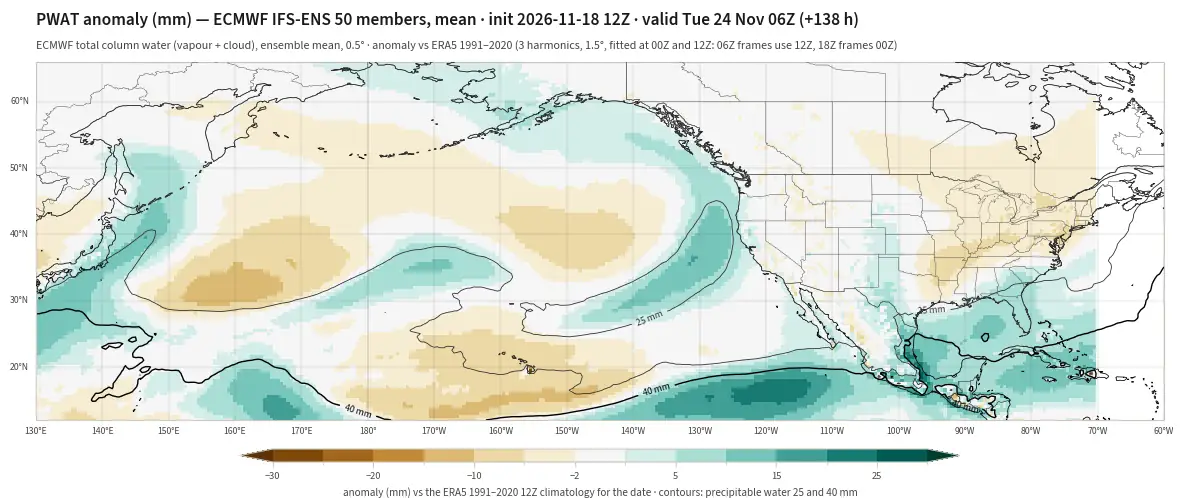 PWAT anomaly (mm) — ECMWF IFS-ENS 50 members, mean · init 2026-11-18 12Z · valid Tue 24 Nov 06Z (+138 h)
ECMWF total column water (vapour + cloud), ensemble mean, 0.5° · anomaly vs ERA5 1991–2020 (3 harmonics, 1.5°, fitted at 00Z and 12Z: 06Z frames use 12Z, 18Z frames 00Z)
60°N
50°N
40°N
30°N
20°N
25 mm
40 mm
40 mm
130°E 140°E 150°E 160°E 170°E 180° 170°W 160°W 150°W 140°W 130°W 120°W 110°W 100°W 90°W 80°W 70°W 60°W
−30 −20 −10 −2 5 15 25
anomaly (mm) vs the ERA5 1991–2020 12Z climatology for the date · contours: precipitable water 25 and 40 mm